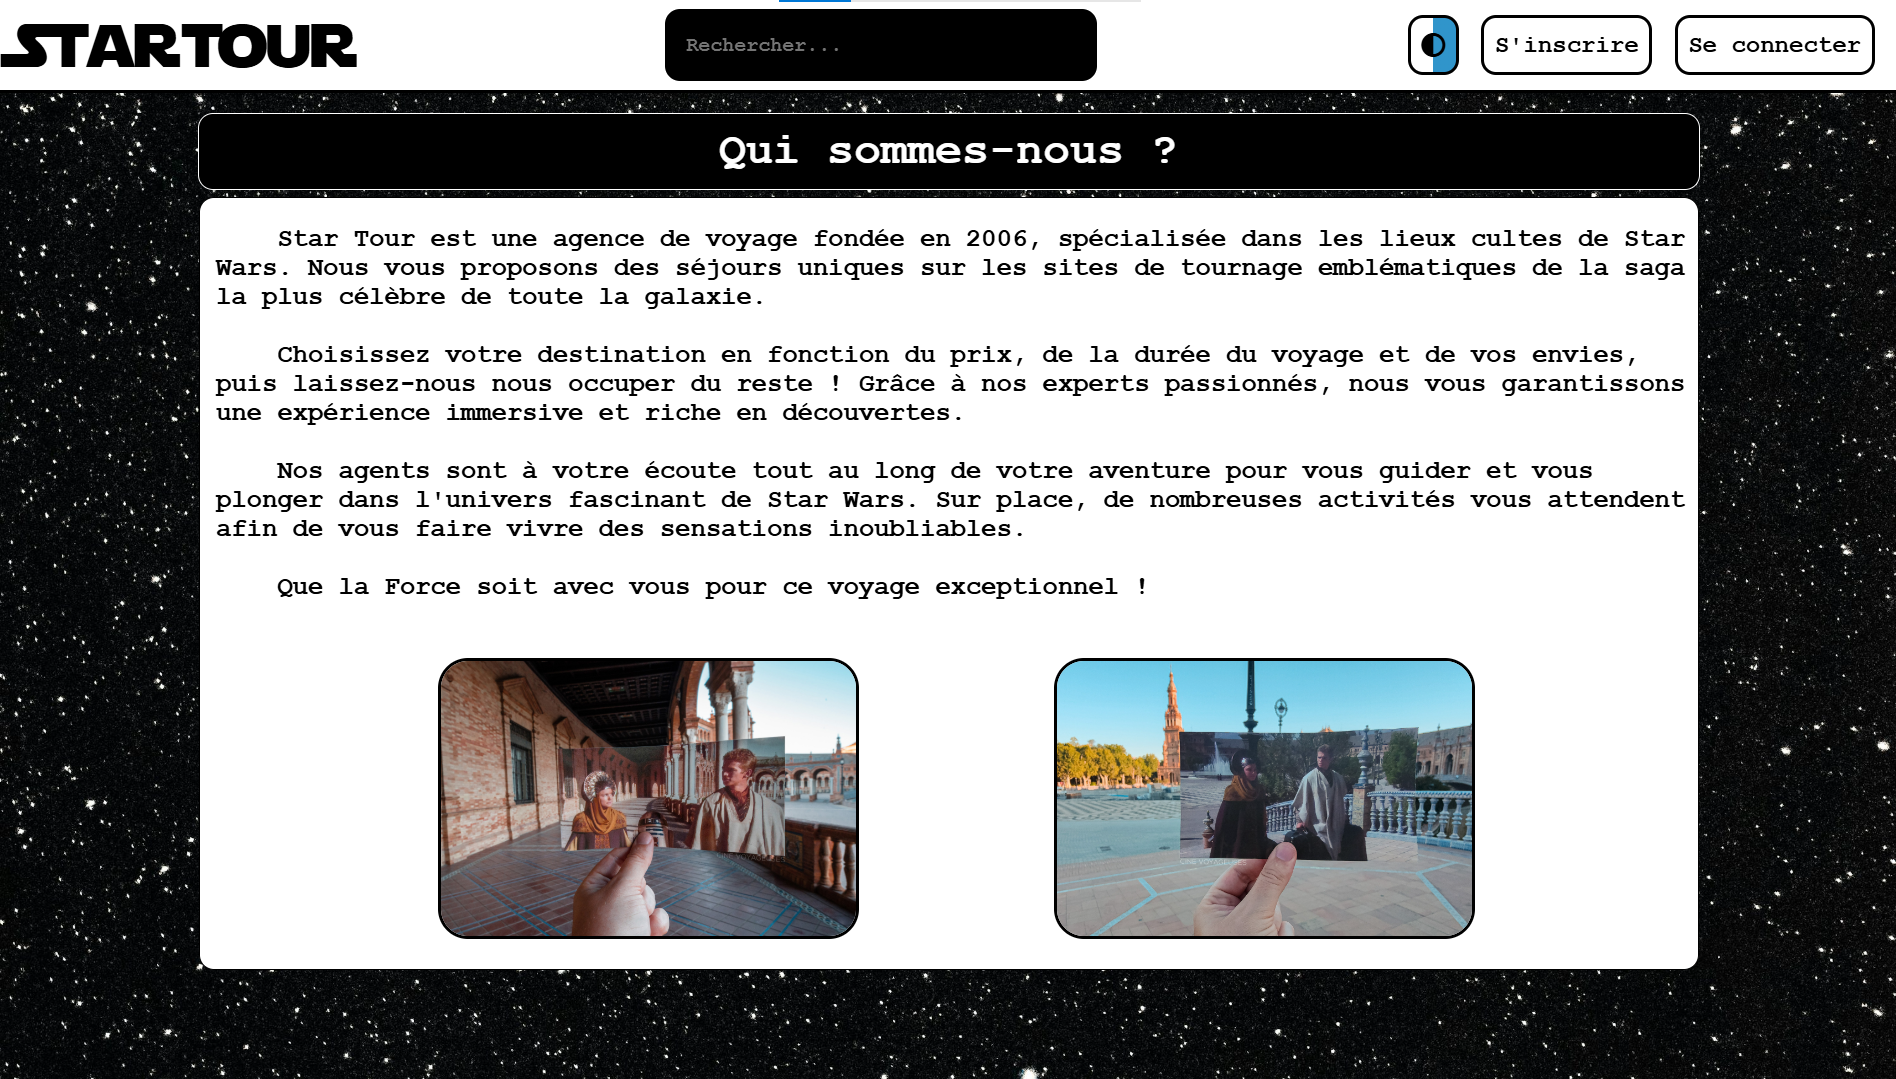 STARTOUR
Rechercher...
S'inscrire
Se connecter
Qui sommes-nous ?
Star Tour est une agence de voyage fondée en 2006, spécialisée dans les lieux cultes de Star
Wars. Nous vous proposons des séjours uniques sur les sites de tournage emblématiques de la saga
la plus célèbre de toute la galaxie.
Choisissez votre destination en fonction du prix, de la durée du voyage et de vos envies,
puis laissez-nous nous occuper du reste ! Grâce à nos experts passionnés, nous vous garantissons
une expérience immersive et riche en découvertes.
Nos agents sont à votre écoute tout au long de votre aventure pour vous guider et vous
plonger dans l'univers fascinant de Star Wars. Sur place, de nombreuses activités vous attendent
afin de vous faire vivre des sensations inoubliables.
Que la Force soit avec vous pour ce voyage exceptionnel !